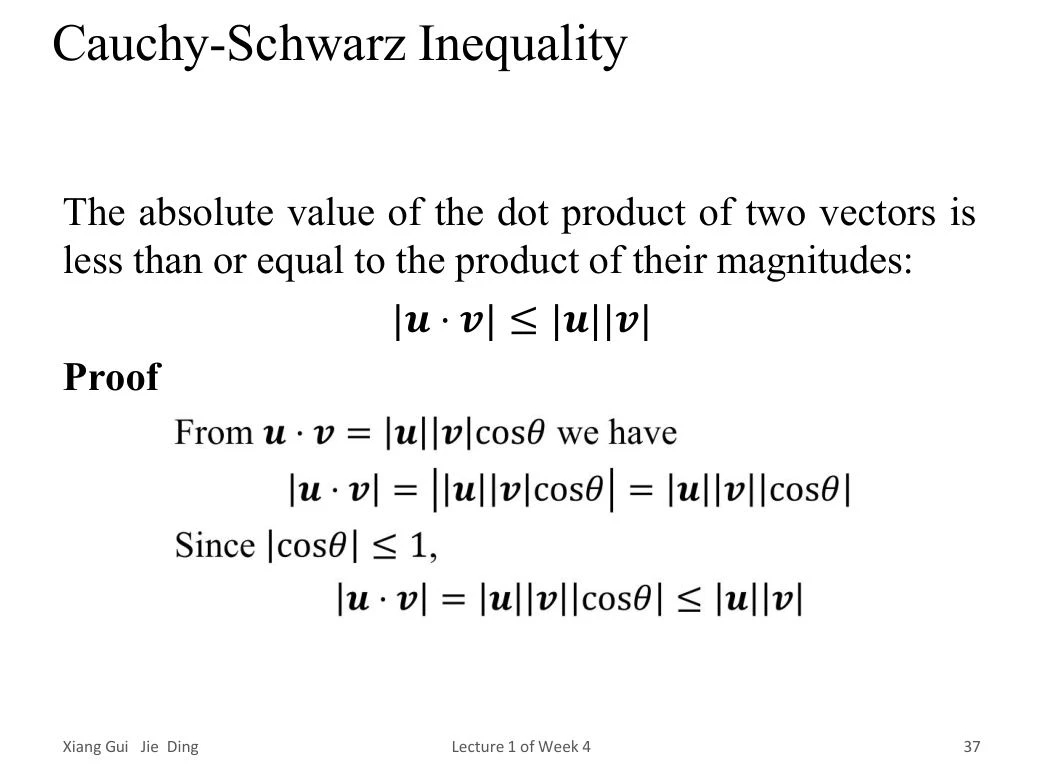 Cauchy-Schwarz Inequality
The absolute value of the dot product of two vectors is
less than or equal to the product of their magnitudes:
|𝒖 · 𝒗| ≤ |𝒖||𝒗|
Proof
From 𝒖 · 𝒗 = |𝒖||𝒗|cos𝜃 we have
|𝒖 · 𝒗| = ||𝒖||𝒗|cos𝜃| = |𝒖||𝒗||cos𝜃|
Since |cos𝜃| ≤ 1,
|𝒖 · 𝒗| = |𝒖||𝒗||cos𝜃| ≤ |𝒖||𝒗|
Xiang Gui Jie Ding Lecture 1 of Week 4 37